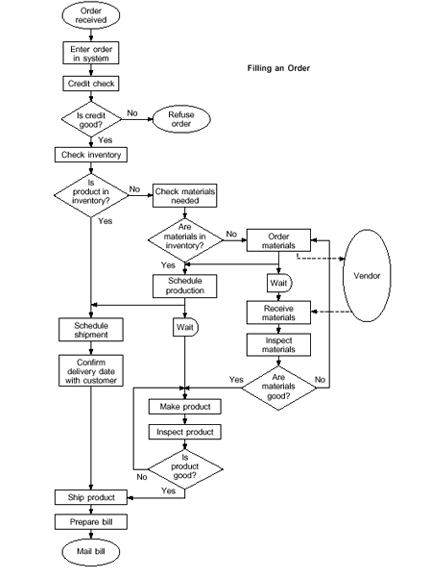 Order
received
Filling an Order
Enter order
in system
Credit check
Is credit
good?
No
Refuse
order
Yes
Check inventory
Is
product in
inventory?
No
Check materials
needed
Yes
Are
materials in
inventory?
No
Order
materials
Yes
Vendor
Schedule
production
Wait
Receive
materials
Schedule
shipment
Wait
Inspect
materials
Confirm
delivery date
with customer
Are
materials
good?
Yes
No
Make product
Inspect product
Is
product
good?
No
Yes
Ship product
Prepare bill
Mail bill